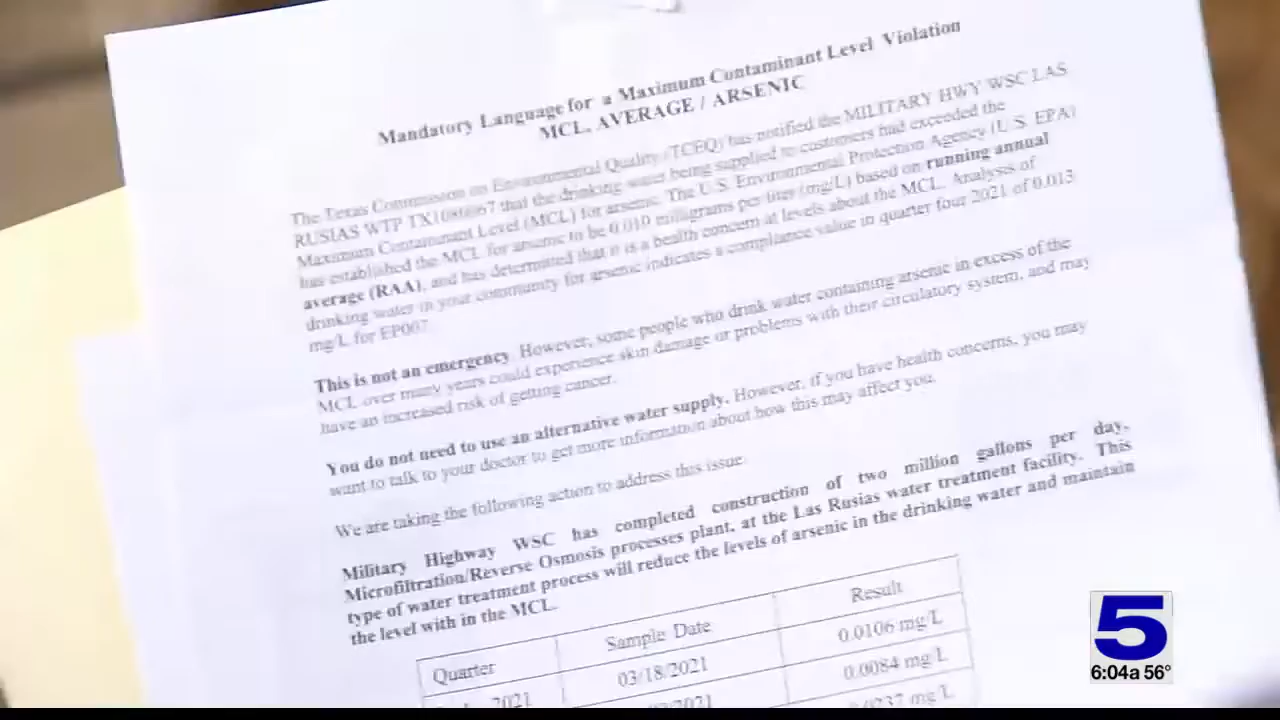 Mandatory Language for a Maximum Contaminant Level Violation
MCL, AVERAGE / ARSENIC
The Texas Commission on Environmental Quality (TCEQ) has notified the MILITARY HWY WSC LAS
RUSIAS WTP TX1080067 that the drinking water being supplied to customers had exceeded the
Maximum Contaminant Level (MCL) for arsenic. The U.S. Environmental Protection Agency (U.S. EPA)
has established the MCL for arsenic to be 0.010 milligrams per liter (mg/L) based on running annual
average (RAA), and has determined that it is a health concern at levels about the MCL. Analysis of
drinking water in your community for arsenic indicates a compliance value in quarter four 2021 of 0.013
mg/L for EP007.
This is not an emergency. However, some people who drink water containing arsenic in excess of the
MCL over many years could experience skin damage or problems with their circulatory system, and may
have an increased risk of getting cancer.
You do not need to use an alternative water supply. However, if you have health concerns, you may
want to talk to your doctor to get more information about how this may affect you.
We are taking the following action to address this issue:
Military Highway WSC has completed construction of two million gallons per day,
Microfiltration/Reverse Osmosis processes plant, at the Las Rusias water treatment facility. This
type of water treatment process will reduce the levels of arsenic in the drinking water and maintain
the level with in the MCL.
Quarter Sample Date Result
2021 03/18/2021 0.0106 mg/L
/2021 0.0084 mg/L
0.0237 mg/L
5
6:04a 56°